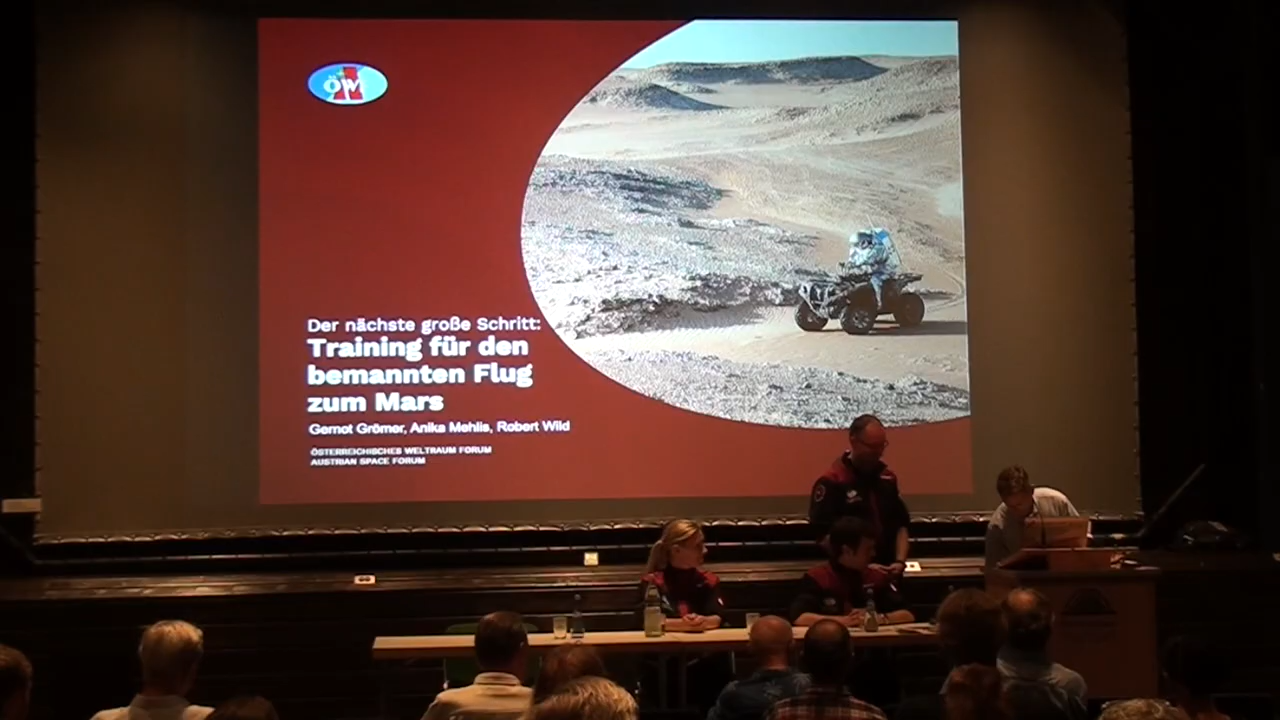 ÖWF
Der nächste große Schritt:
Training für den
bemannten Flug
zum Mars
Gernot Grömer, Anika Mehlis, Robert Wild
ÖSTERREICHISCHES WELTRAUM FORUM
AUSTRIAN SPACE FORUM